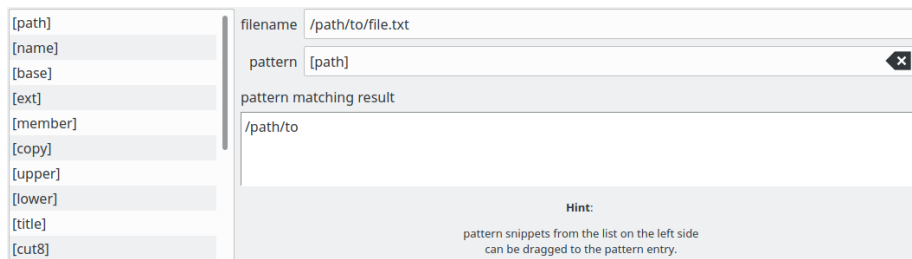 [path]
[name]
[base]
[ext]
[member]
[copy]
[upper]
[lower]
[title]
[cut8]
filename /path/to/file.txt
pattern [path]
pattern matching result
/path/to
Hint:
pattern snippets from the list on the left side
can be dragged to the pattern entry.